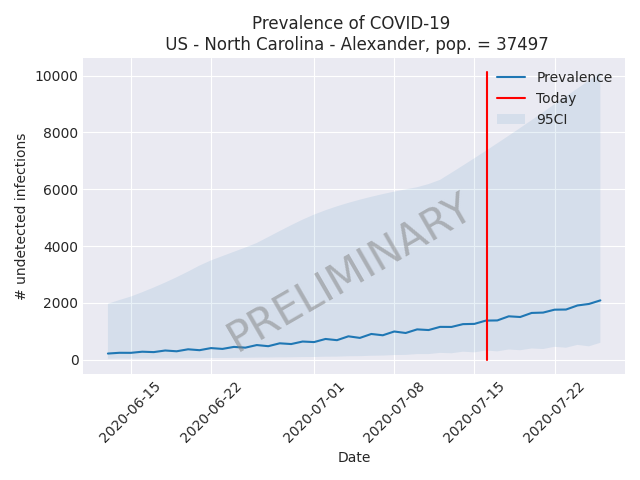 Prevalence of COVID-19
US - North Carolina - Alexander, pop. = 37497
10000
8000
6000
4000
2000
0
# undetected infections
Prevalence
Today
95CI
PRELIMINARY
2020-06-15
2020-06-22
2020-07-01
2020-07-08
2020-07-15
2020-07-22
Date